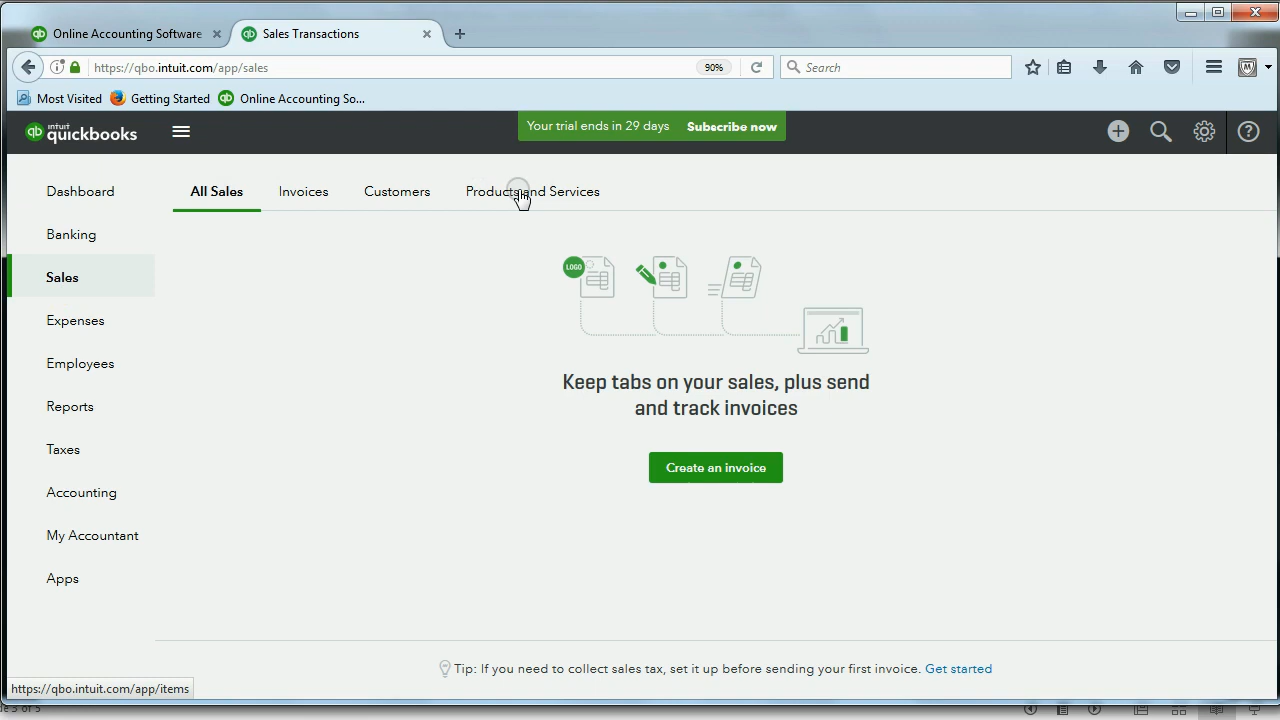 Online Accounting Software
Sales Transactions
https://qbo.intuit.com/app/sales
90%
Search
Most Visited
Getting Started
Online Accounting So...
intuit
quickbooks
Your trial ends in 29 days
Subscribe now
Dashboard
Banking
Sales
Expenses
Employees
Reports
Taxes
Accounting
My Accountant
Apps
All Sales
Invoices
Customers
Products and Services
LOGO
Keep tabs on your sales, plus send
and track invoices
Create an invoice
Tip: If you need to collect sales tax, set it up before sending your first invoice. Get started
https://qbo.intuit.com/app/items
of 5